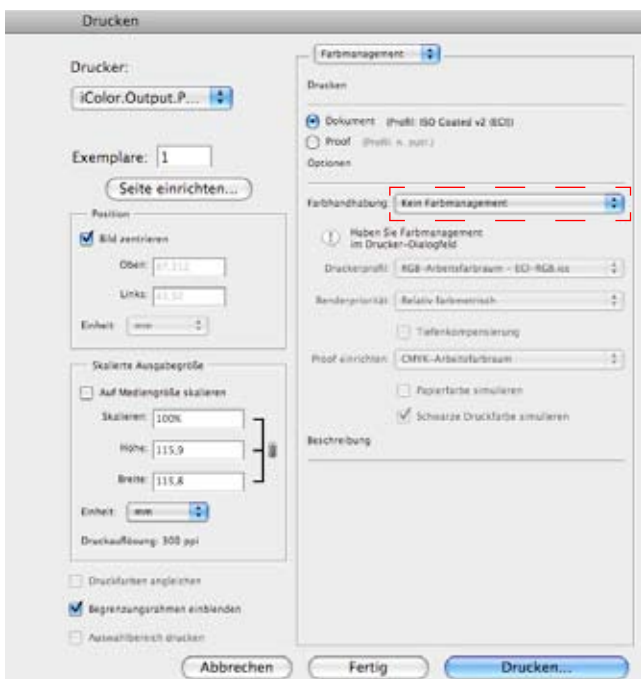 Drucken
Drucker:
iColor.Output.P...
Exemplare: 1
Seite einrichten...
Position
Bild zentrieren
Oben:
Links:
Einheit: mm
Skalierte Ausgabegröße
Auf Mediengröße skalieren
Skalieren: 100%
Höhe: 115,9
Breite: 115,8
Einheit: mm
Druckauflösung: 300 ppi
Druckfarben angleichen
Begrenzungsrahmen einblenden
Auswahlbereich drucken
Farbmanagement
Drucken
Dokument (Profil: ISO Coated v2 (ECI))
Proof (Profil: n. zutr.)
Optionen
Farbhandhabung: Kein Farbmanagement
Haben Sie Farbmanagement
im Drucker-Dialogfeld
Druckerprofil: RGB-Arbeitsfarbraum - ECI-RGB.icc
Renderpriorität: Relativ farbmetrisch
Tiefenkompensierung
Proof einrichten: CMYK-Arbeitsfarbraum
Papierfarbe simulieren
Schwarze Druckfarbe simulieren
Beschreibung
Abbrechen
Fertig
Drucken...